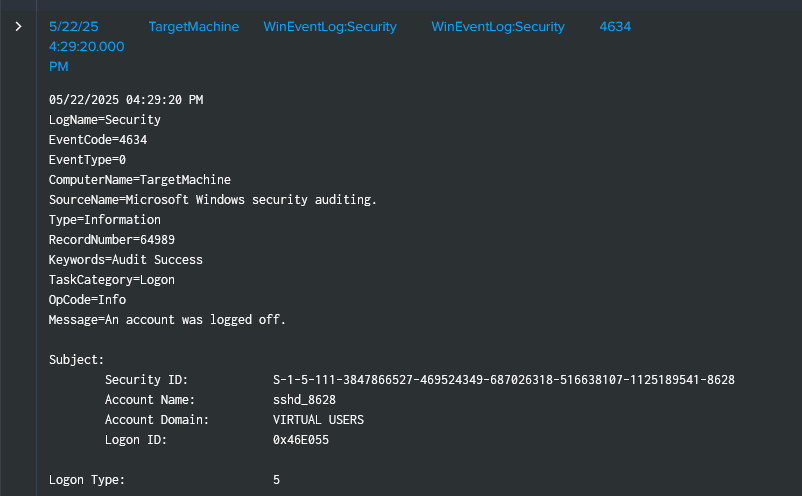 5/22/25 TargetMachine WinEventLog:Security WinEventLog:Security 4634
4:29:20.000
PM
05/22/2025 04:29:20 PM
LogName=Security
EventCode=4634
EventType=0
ComputerName=TargetMachine
SourceName=Microsoft Windows security auditing.
Type=Information
RecordNumber=64989
Keywords=Audit Success
TaskCategory=Logon
OpCode=Info
Message=An account was logged off.
Subject:
Security ID: S-1-5-111-3847866527-469524349-687026318-516638107-1125189541-8628
Account Name: sshd_8628
Account Domain: VIRTUAL USERS
Logon ID: 0x46E055
Logon Type: 5